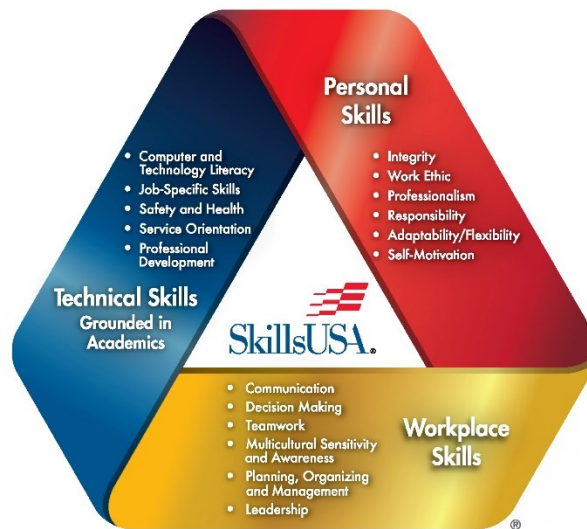 Personal
Skills
• Integrity
• Work Ethic
• Professionalism
• Responsibility
• Adaptability/Flexibility
• Self-Motivation
• Computer and
Technology Literacy
• Job-Specific Skills
• Safety and Health
• Service Orientation
• Professional
Development
Technical Skills
Grounded in
Academics
SkillsUSA®
• Communication
• Decision Making
• Teamwork
• Multicultural Sensitivity
and Awareness
• Planning, Organizing
and Management
• Leadership
Workplace
Skills
®